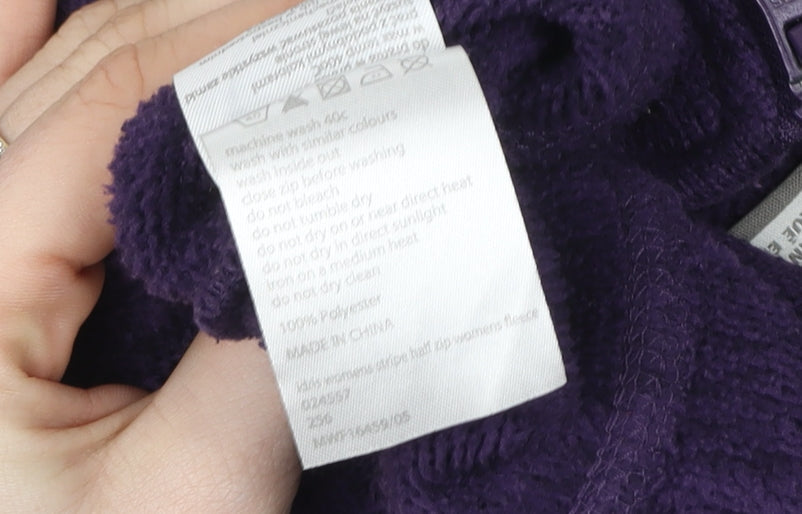 machine wash 40c
wash with similar colours
wash inside out
close zip before washing
do not bleach
do not tumble dry
do not dry on or near direct heat
do not dry in direct sunlight
iron on a medium heat
do not dry clean
100% Polyester
MADE IN CHINA
idris womens stripe half zip womens fleece
024557
256
MWF16459/05